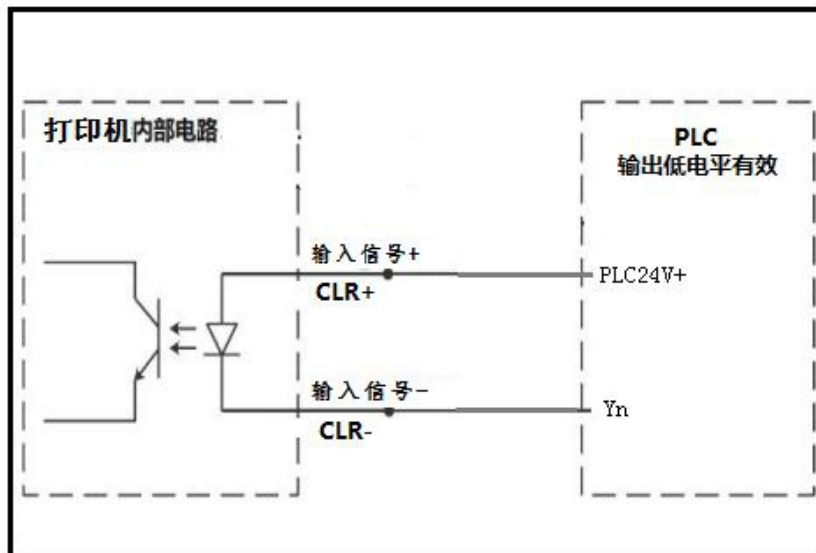 打印机内部电路
PLC
输出低电平有效
输入信号+
CLR+
PLC24V+
输入信号-
CLR-
Yn